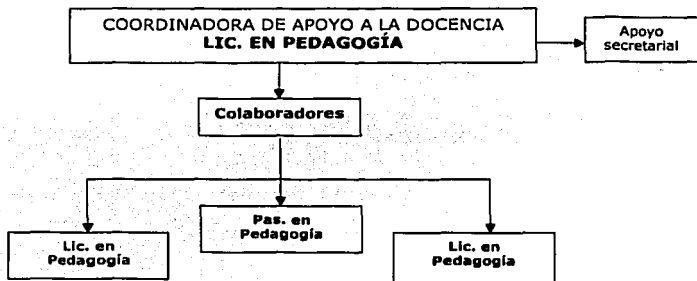 COORDINADORA DE APOYO A LA DOCENCIA
LIC. EN PEDAGOGÍA
Apoyo
secretarial
Colaboradores
Lic. en
Pedagogía
Pas. en
Pedagogía
Lic. en
Pedagogía